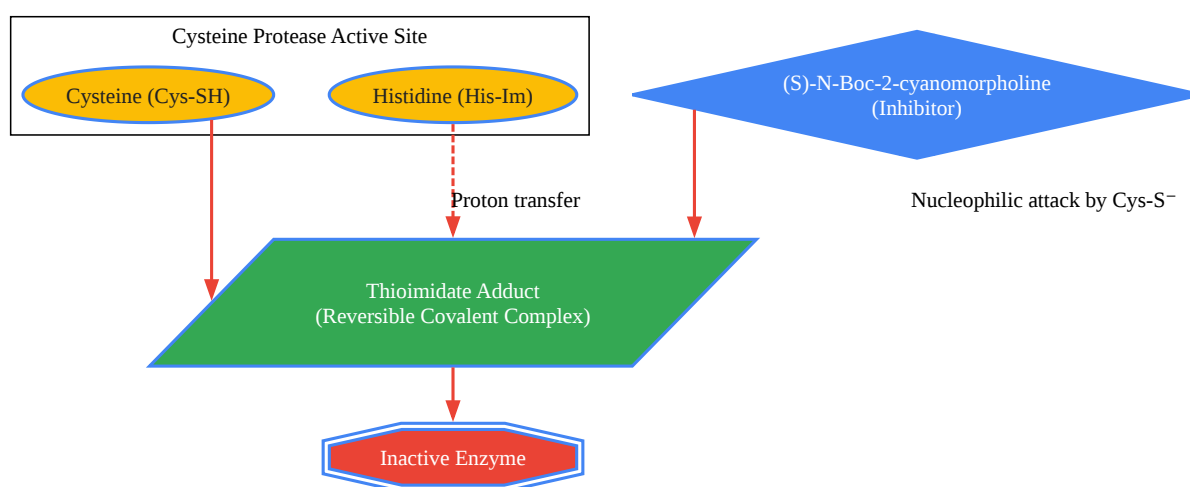 Cysteine Protease Active Site
Cysteine (Cys-SH)
Histidine (His-Im)
(S)-N-Boc-2-cyanomorpholine
(Inhibitor)
Proton transfer
Nucleophilic attack by Cys-S⁻
Thioimidate Adduct
(Reversible Covalent Complex)
Inactive Enzyme